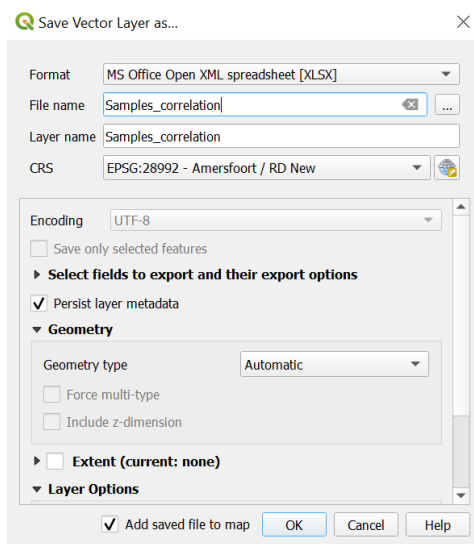 Save Vector Layer as...
Format MS Office Open XML spreadsheet [XLSX]
File name Samples_correlation ...
Layer name Samples_correlation
CRS EPSG:28992 - Amersfoort / RD New
Encoding UTF-8
Save only selected features
Select fields to export and their export options
Persist layer metadata
Geometry
Geometry type Automatic
Force multi-type
Include z-dimension
Extent (current: none)
Layer Options
Add saved file to map OK Cancel Help